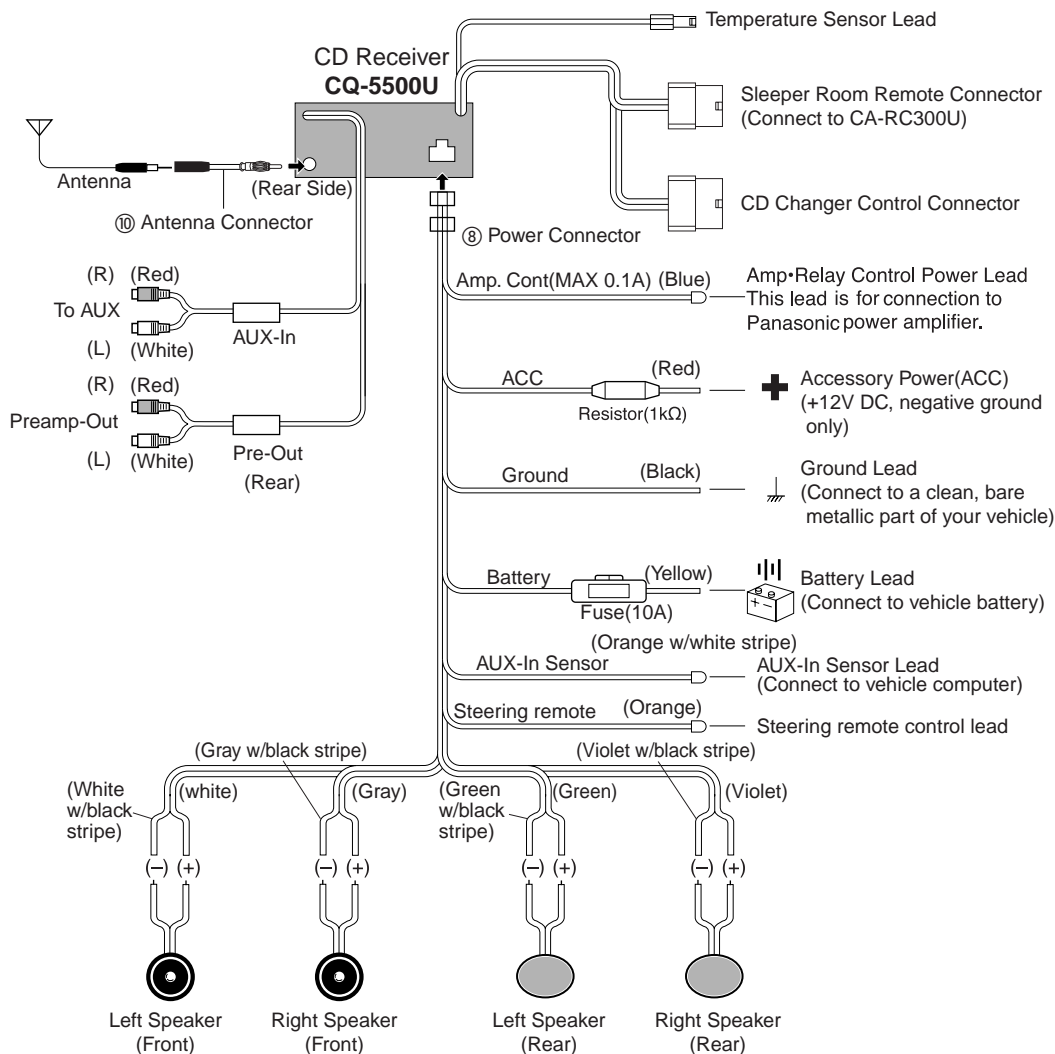 Temperature Sensor Lead
CD Receiver
CQ-5500U
Sleeper Room Remote Connector
(Connect to CA-RC300U)
Antenna
(Rear Side)
CD Changer Control Connector
⑩ Antenna Connector
⑧ Power Connector
(R) (Red)
To AUX
(L) (White)
AUX-In
Amp. Cont(MAX 0.1A) (Blue)
Amp•Relay Control Power Lead
This lead is for connection to
Panasonic power amplifier.
(R) (Red)
Preamp-Out
(L) (White)
Pre-Out
(Rear)
ACC
(Red)
Resistor(1kΩ)
Accessory Power(ACC)
(+12V DC, negative ground
only)
Ground
(Black)
Ground Lead
(Connect to a clean, bare
metallic part of your vehicle)
Battery
(Yellow)
Fuse(10A)
+ −
Battery Lead
(Connect to vehicle battery)
(Orange w/white stripe)
AUX-In Sensor
AUX-In Sensor Lead
(Connect to vehicle computer)
Steering remote
(Orange)
Steering remote control lead
(Gray w/black stripe)
(Violet w/black stripe)
(White
w/black
stripe)
(white)
(Gray)
(Green
w/black
stripe)
(Green)
(Violet)
(−) (+)
(−) (+)
(−) (+)
(−) (+)
Left Speaker
(Front)
Right Speaker
(Front)
Left Speaker
(Rear)
Right Speaker
(Rear)